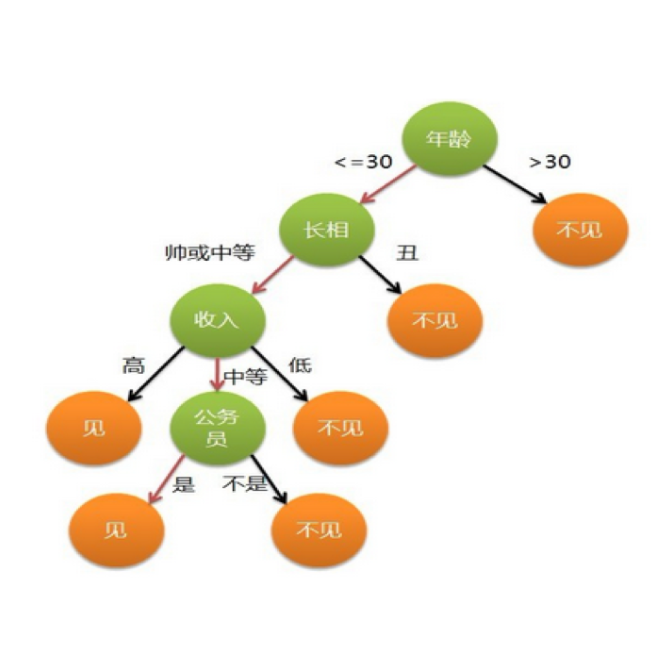 年龄
<=30
>30
长相
不见
帅或中等
丑
收入
不见
高
中等
低
见
公务
员
不见
是
不是
见
不见